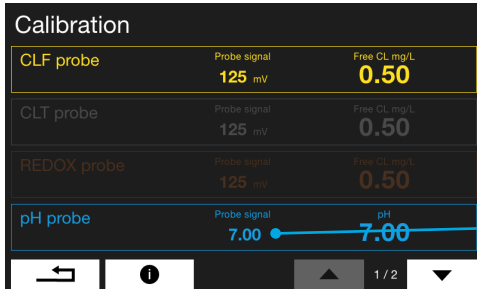 Calibration
CLF probe
Probe signal
Free CL mg/L
125 mV
0.50
CLT probe
Probe signal
Free CL mg/L
125 mV
0.50
REDOX probe
Probe signal
Free CL mg/L
125 mV
0.50
pH probe
Probe signal
pH
7.00
7.00
i
1/2